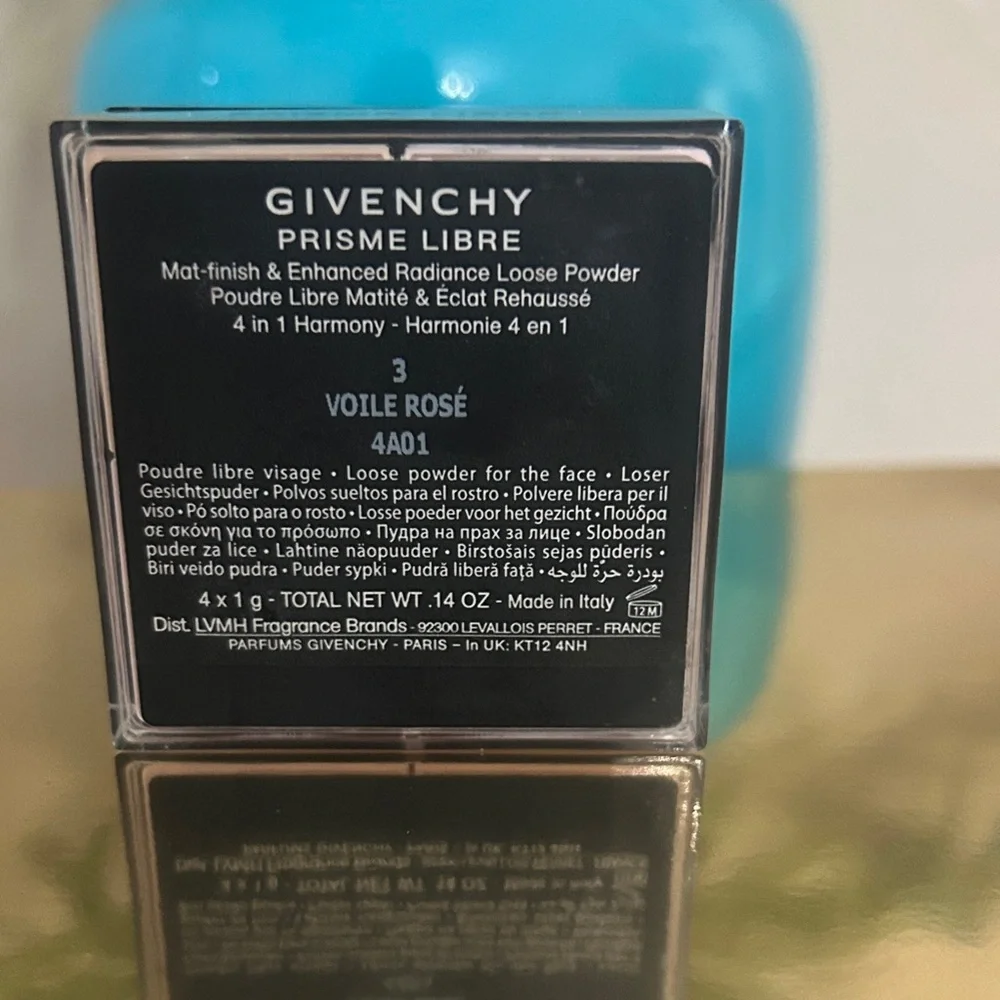 GIVENCHY
PRISME LIBRE
Mat-finish & Enhanced Radiance Loose Powder
Poudre Libre Matité & Éclat Rehaussé
4 in 1 Harmony - Harmonie 4 en 1
3
VOILE ROSÉ
4A01
Poudre libre visage • Loose powder for the face • Loser
Gesichtspuder • Polvos sueltos para el rostro • Polvere libera per il
viso • Pó solto para o rosto • Losse poeder voor het gezicht • Πούδρα
σε σκόνη για το πρόσωπο • Пудра на прах за лице • Slobodan
puder za lice • Lahtine näopuuder • Birstošais sejas pūderis •
Biri veido pudra • Puder sypki • Pudră liberă față • بودرة حرّة للوجه
4 x 1 g - TOTAL NET WT .14 OZ - Made in Italy 12 M
Dist. LVMH Fragrance Brands - 92300 LEVALLOIS PERRET - FRANCE
PARFUMS GIVENCHY - PARIS – In UK: KT12 4NH